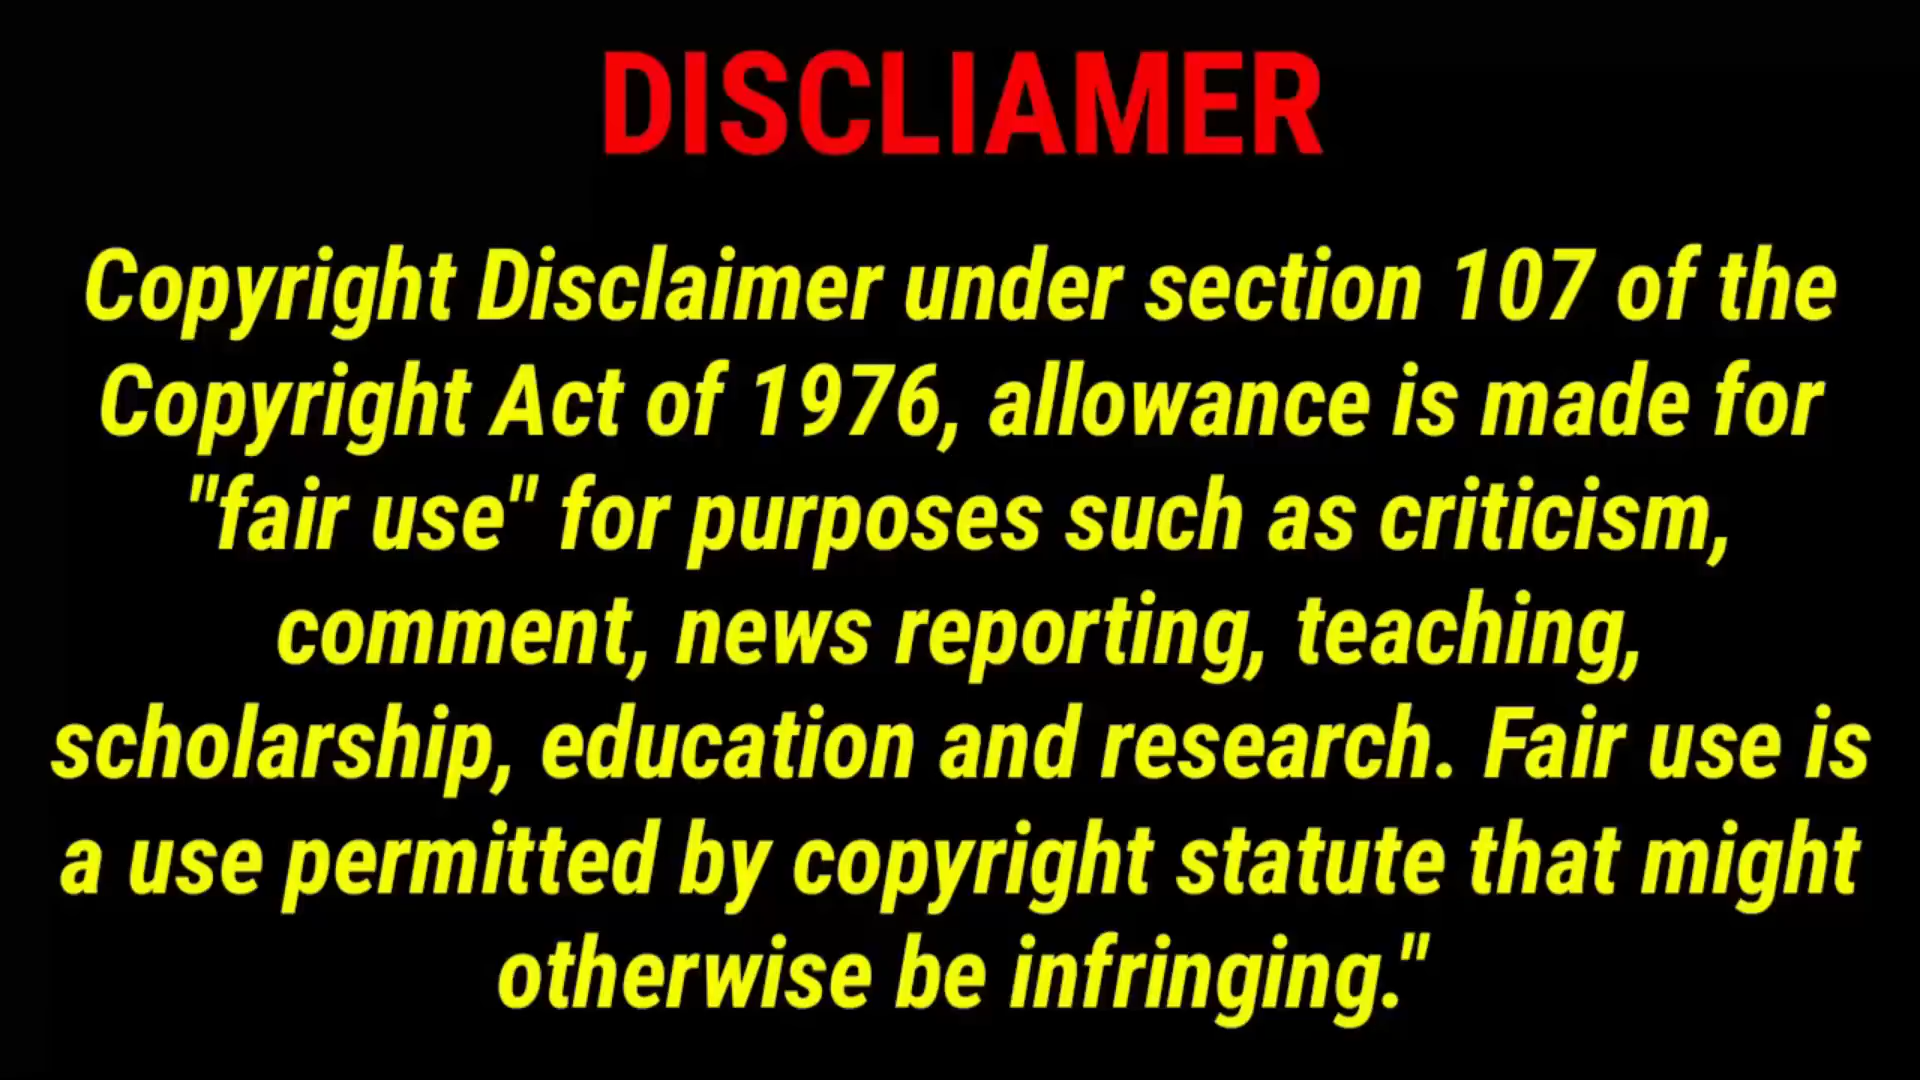 DISCLIAMER
Copyright Disclaimer under section 107 of the
Copyright Act of 1976, allowance is made for
"fair use" for purposes such as criticism,
comment, news reporting, teaching,
scholarship, education and research. Fair use is
a use permitted by copyright statute that might
otherwise be infringing."